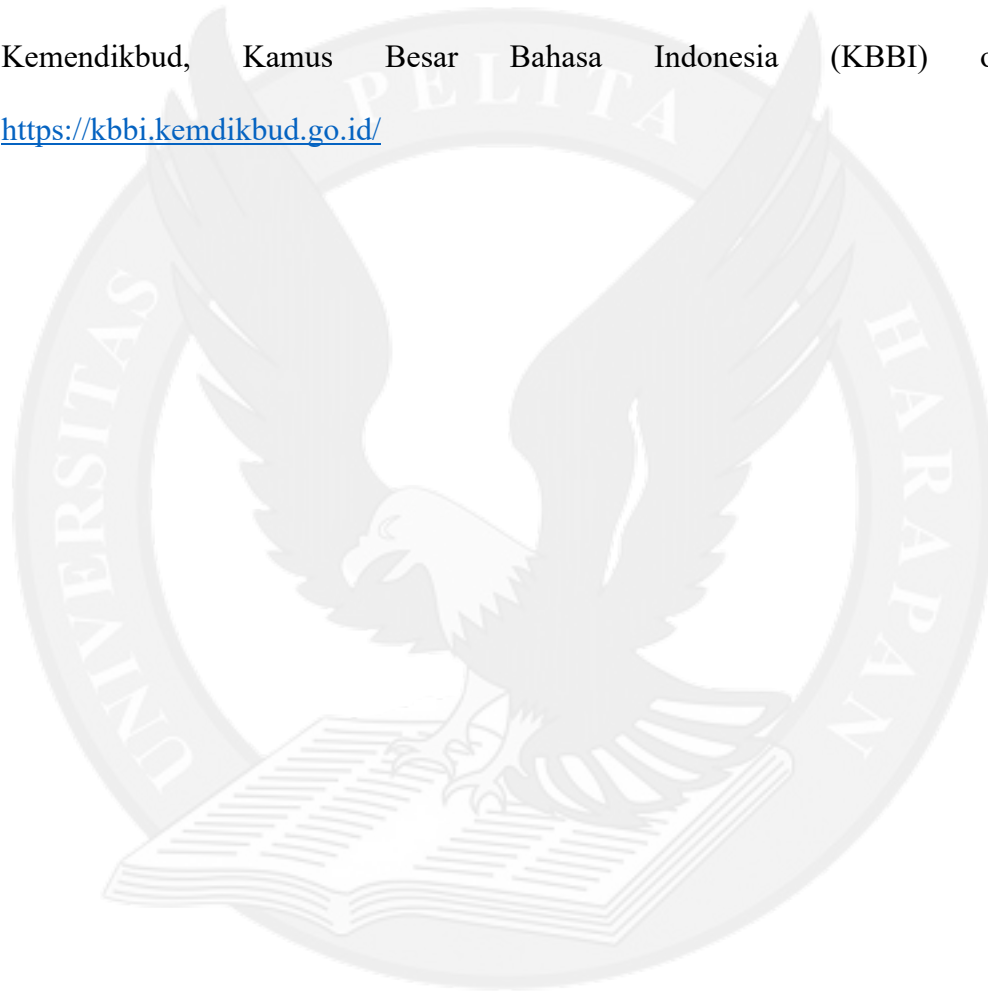 Kemendikbud, Kamus Besar Bahasa Indonesia (KBBI)
https://kbbi.kemdikbud.go.id/
UNIVERSITAS PELITA HARAPAN